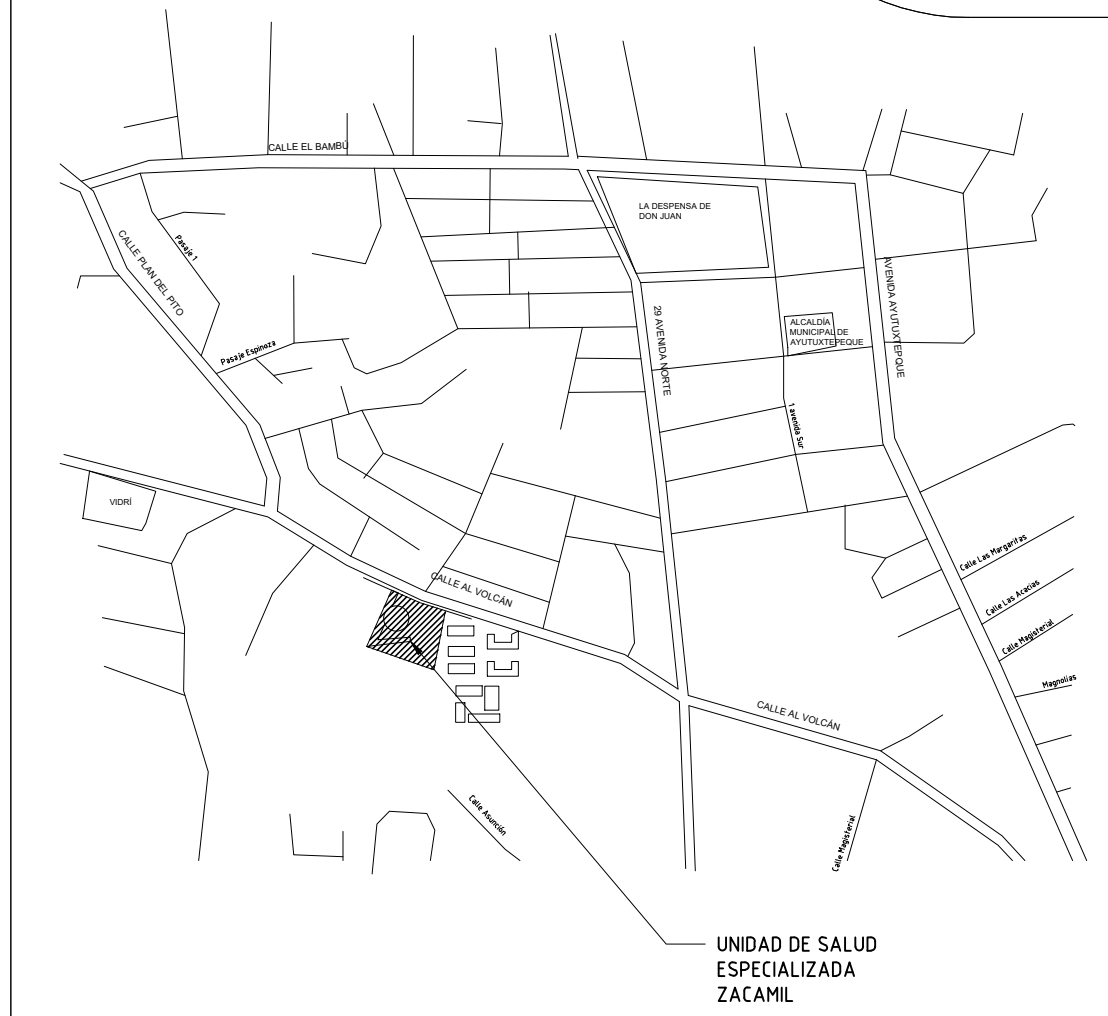 CALLE EL BAMBÚ
LA DESPENSA DE
DON JUAN
CALLE PLAN DEL PITO
Pasaje 1
AVENIDA AYUTUXTEPEQUE
29 AVENIDA NORTE
ALCALDÍA
MUNICIPAL DE
AYUTUXTEPEQUE
Pasaje Espinoza
1 avenida Sur
VIDRÍ
Calle Las Margaritas
CALLE AL VOLCÁN
Calle Las Acacias
Calle Magisterial
Magnolias
CALLE AL VOLCÁN
Calle Asunción
Calle Magisterial
UNIDAD DE SALUD
ESPECIALIZADA
ZACAMIL